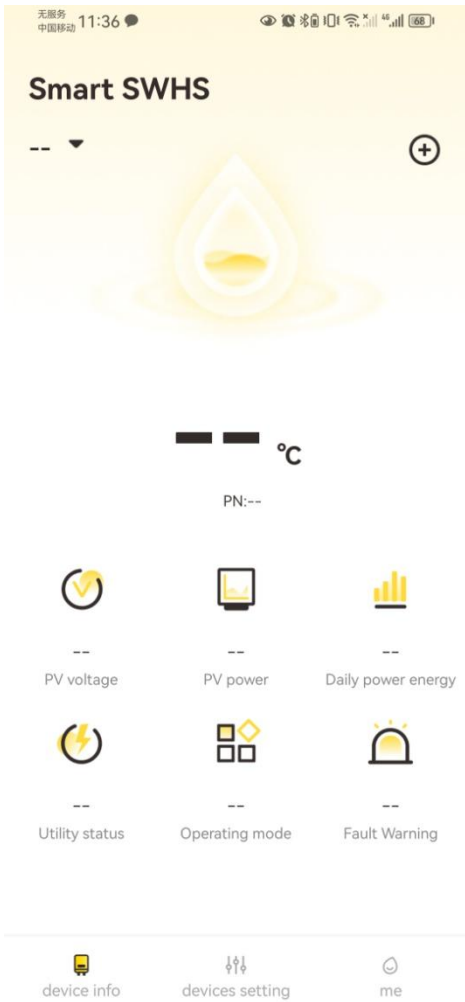 无服务
中国移动 11:36 4G 68
Smart SWHS
--
-- °C
PN:--
-- -- --
PV voltage PV power Daily power energy
-- -- --
Utility status Operating mode Fault Warning
device info devices setting me